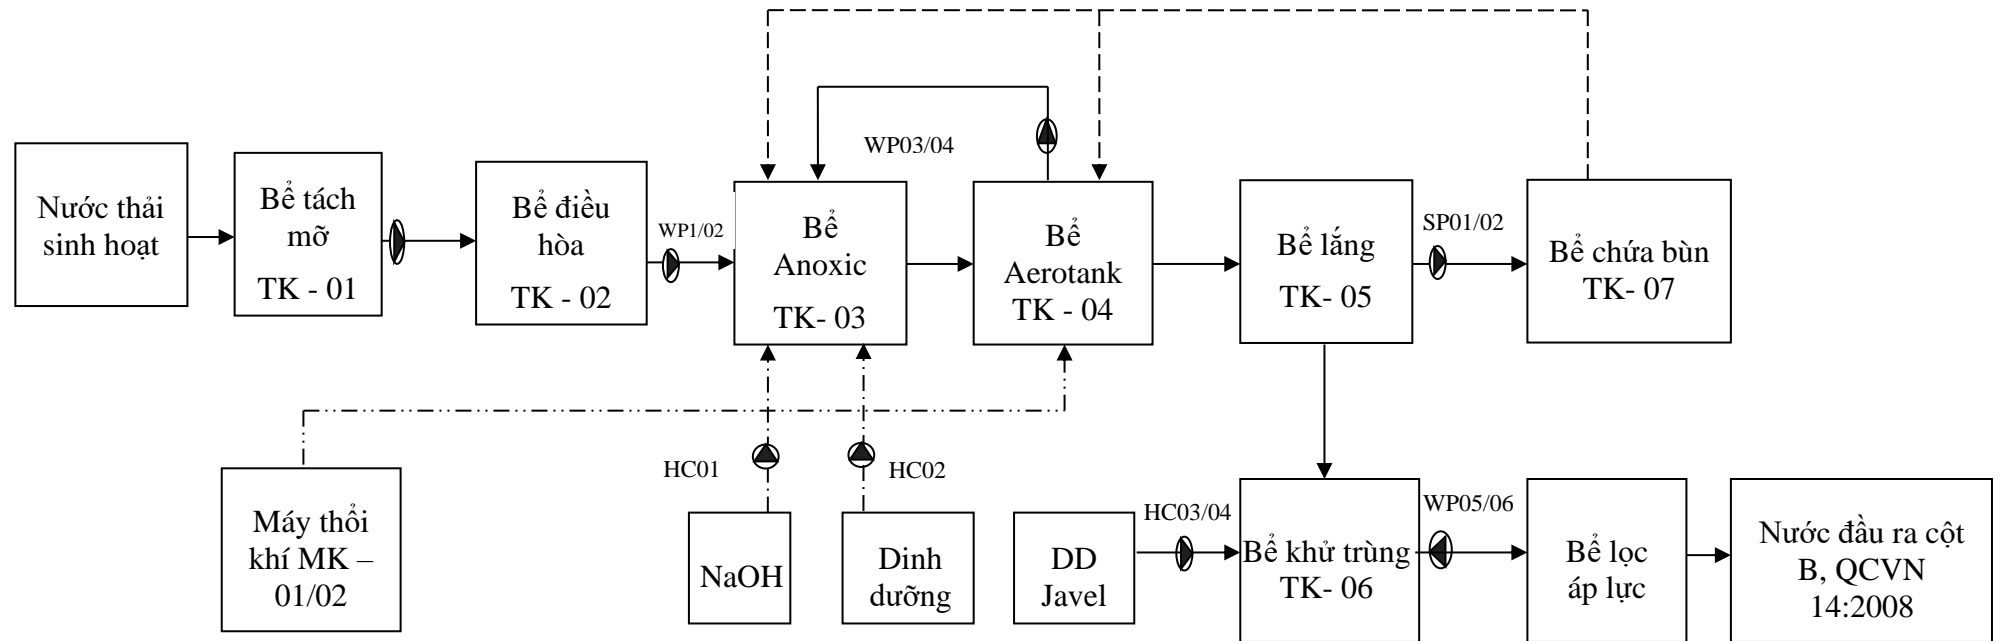 WP03/04
Nước thải
sinh hoạt
Bể tách
mỡ
TK - 01
Bể điều
hòa
TK - 02
WP1/02
Bể
Anoxic
TK- 03
Bể
Aerotank
TK - 04
Bể lắng
TK- 05
SP01/02
Bể chứa bùn
TK- 07
Máy thổi
khí MK –
01/02
HC01
NaOH
HC02
Dinh
dưỡng
DD
Javel
HC03/04
Bể khử trùng
TK- 06
WP05/06
Bể lọc
áp lực
Nước đầu ra cột
B, QCVN
14:2008